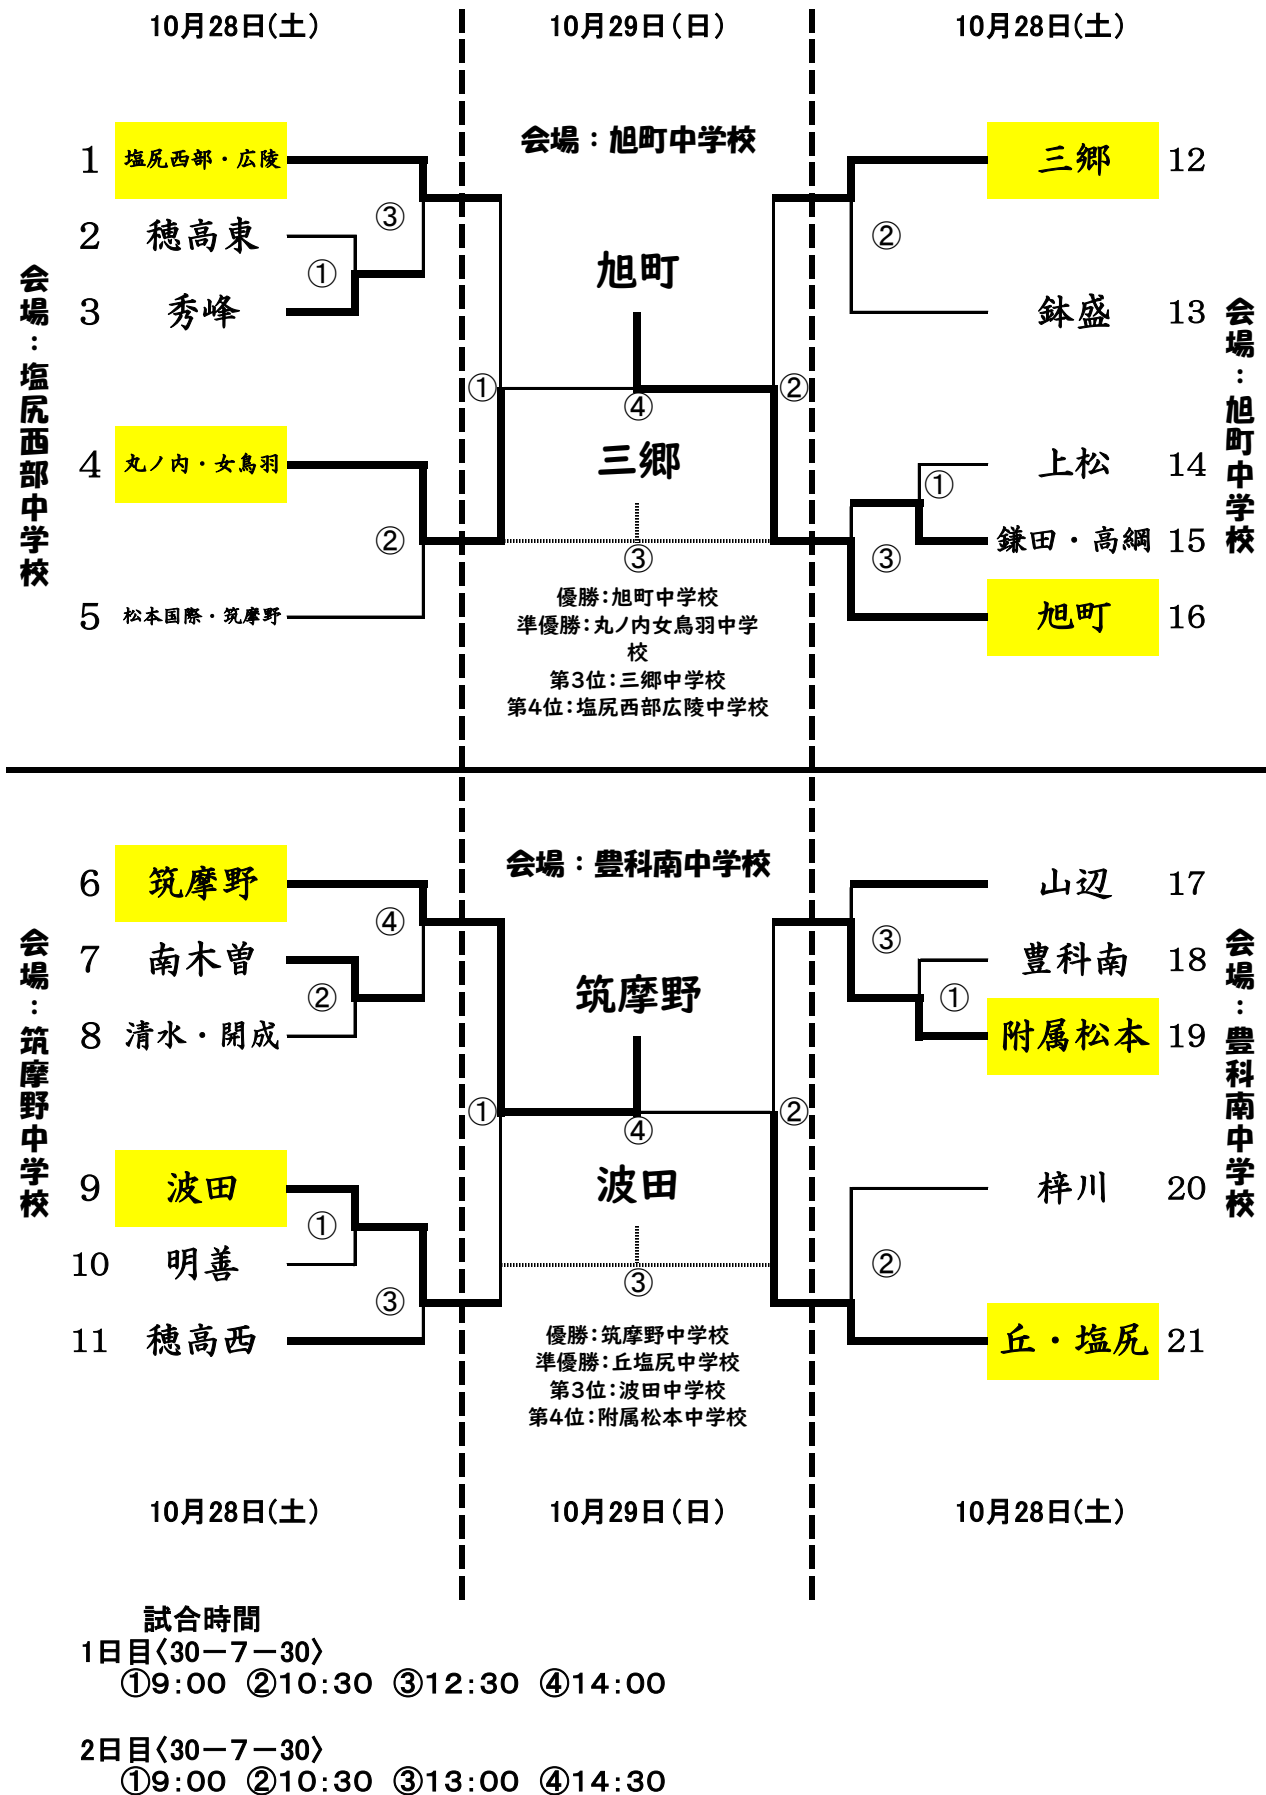 10月28日(土)
10月29日(日)
10月28日(土)
会場：旭町中学校
会場：塩尻西部中学校
1 塩尻西部・広陵
2 穂高東
3 秀峰
4 丸ノ内・女鳥羽
5 松本国際・筑摩野
③
①
②
①
旭町
④
三郷
③
②
優勝：旭町中学校
準優勝：丸ノ内女鳥羽中学
校
第3位：三郷中学校
第4位：塩尻西部広陵中学校
三郷 12
鉢盛 13
上松 14
鎌田・高綱 15
旭町 16
②
①
③
会場：旭町中学校
会場：豊科南中学校
会場：筑摩野中学校
6 筑摩野
7 南木曽
8 清水・開成
9 波田
10 明善
11 穂高西
④
②
①
③
①
筑摩野
④
波田
③
②
優勝：筑摩野中学校
準優勝：丘塩尻中学校
第3位：波田中学校
第4位：附属松本中学校
山辺 17
豊科南 18
附属松本 19
梓川 20
丘・塩尻 21
③
①
②
会場：豊科南中学校
10月28日(土)
10月29日(日)
10月28日(土)
試合時間
1日目〈30－7－30〉
①9：00 ②10：30 ③12：30 ④14：00
2日目〈30－7－30〉
①9：00 ②10：30 ③13：00 ④14：30